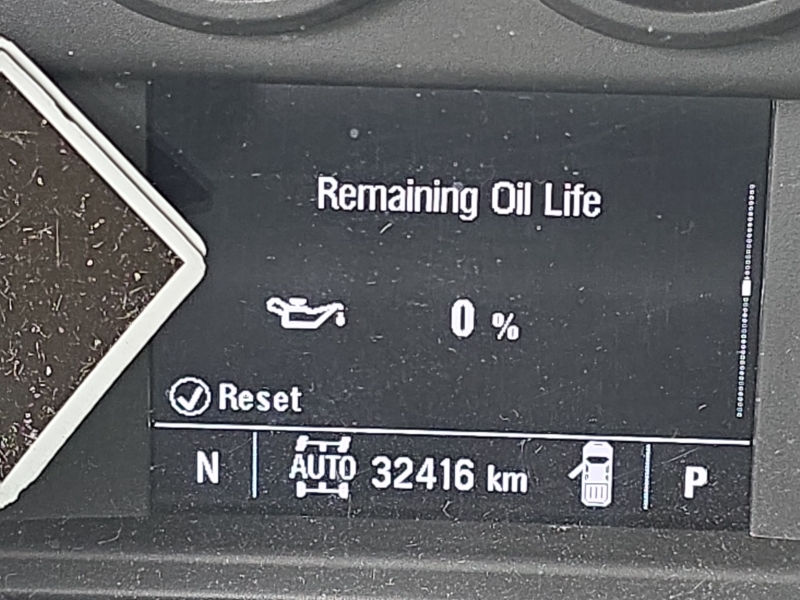 Remaining Oil Life
0 %
Reset
N AUTO 32416 km P